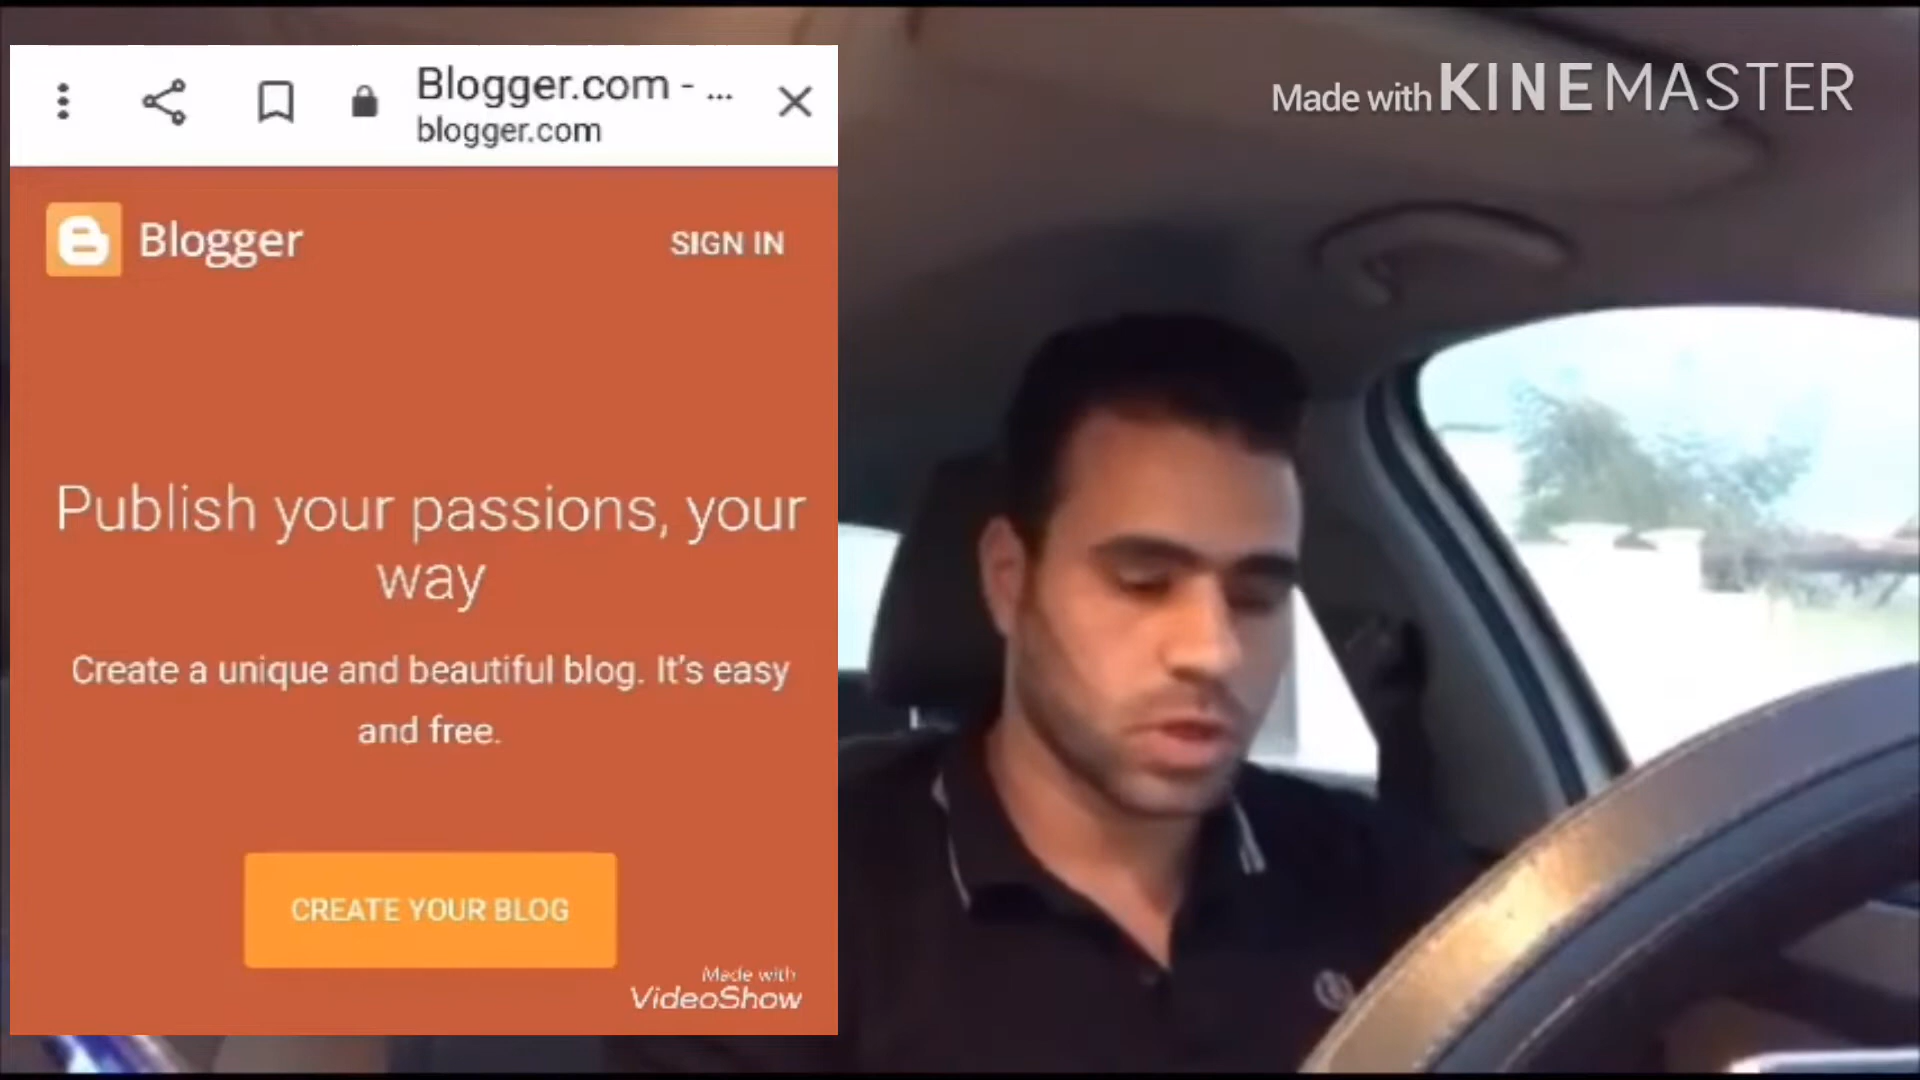 Blogger.com - ...
blogger.com
Blogger
SIGN IN
Publish your passions, your
way
Create a unique and beautiful blog. It's easy
and free.
CREATE YOUR BLOG
Made with
VideoShow
Made with KINEMASTER